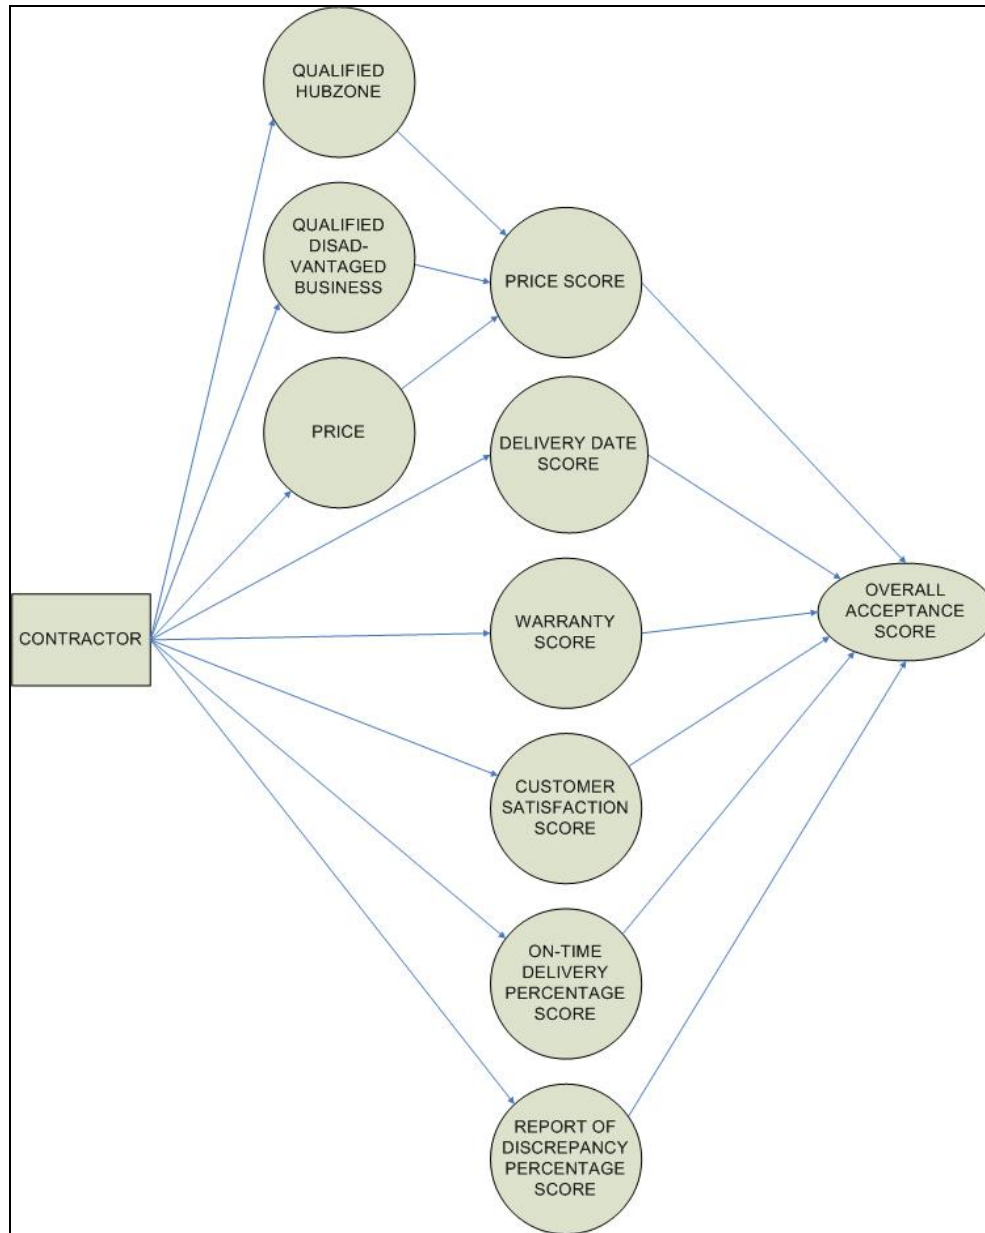 QUALIFIED
HUBZONE
QUALIFIED
DISAD-
VANTAGED
BUSINESS
PRICE SCORE
PRICE
DELIVERY DATE
SCORE
CONTRACTOR
WARRANTY
SCORE
OVERALL
ACCEPTANCE
SCORE
CUSTOMER
SATISFACTION
SCORE
ON-TIME
DELIVERY
PERCENTAGE
SCORE
REPORT OF
DISCREPANCY
PERCENTAGE
SCORE